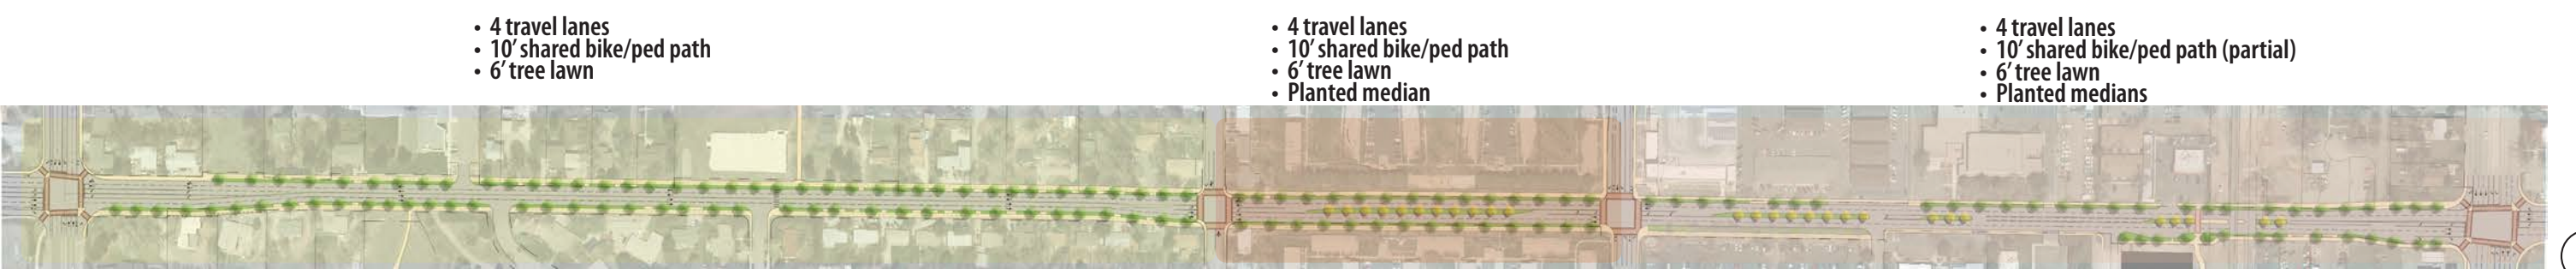 • 4 travel lanes
• 10' shared bike/ped path
• 6' tree lawn
• 4 travel lanes
• 10' shared bike/ped path
• 6' tree lawn
• Planted median
• 4 travel lanes
• 10' shared bike/ped path (partial)
• 6' tree lawn
• Planted medians